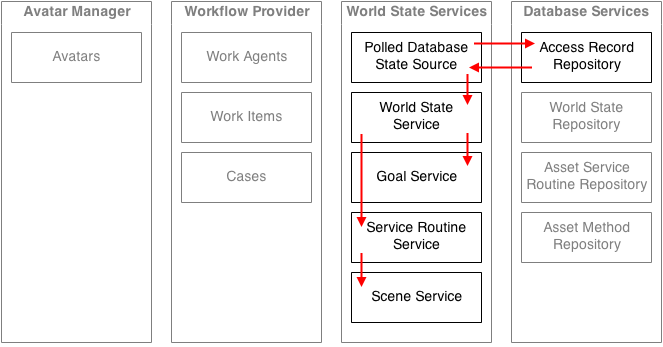 Avatar Manager
Avatars
Workflow Provider
Work Agents
Work Items
Cases
World State Services
Polled Database
State Source
World State
Service
Goal Service
Service Routine
Service
Scene Service
Database Services
Access Record
Repository
World State
Repository
Asset Service
Routine Repository
Asset Method
Repository